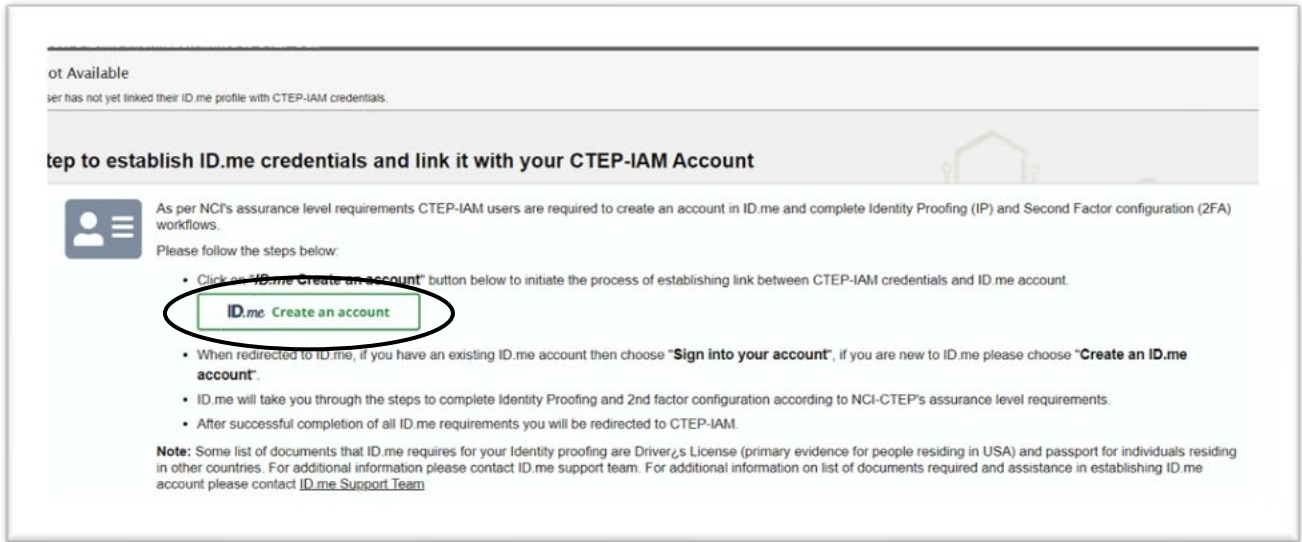 ot Available
ser has not yet linked their ID.me profile with CTEP-IAM credentials.
tep to establish ID.me credentials and link it with your CTEP-IAM Account
As per NCI's assurance level requirements CTEP-IAM users are required to create an account in ID.me and complete Identity Proofing (IP) and Second Factor configuration (2FA)
workflows.
Please follow the steps below:
• Click on "ID.me Create an account" button below to initiate the process of establishing link between CTEP-IAM credentials and ID.me account.
ID.me Create an account
• When redirected to ID.me, if you have an existing ID.me account then choose "Sign into your account", if you are new to ID.me please choose "Create an ID.me
account".
• ID.me will take you through the steps to complete Identity Proofing and 2nd factor configuration according to NCI-CTEP's assurance level requirements.
• After successful completion of all ID.me requirements you will be redirected to CTEP-IAM.
Note: Some list of documents that ID.me requires for your Identity proofing are Driver¿s License (primary evidence for people residing in USA) and passport for individuals residing
in other countries. For additional information please contact ID.me support team. For additional information on list of documents required and assistance in establishing ID.me
account please contact ID.me Support Team